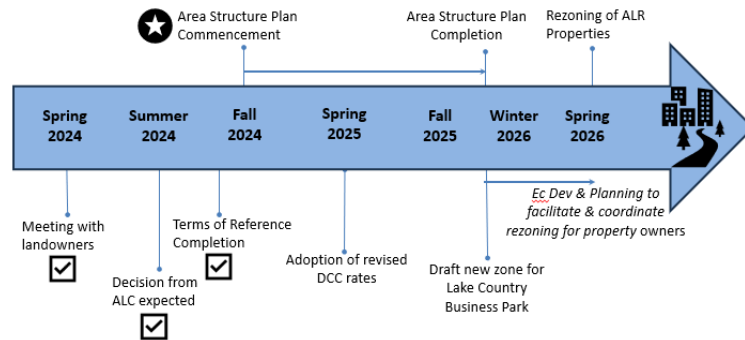 Area Structure Plan
Commencement
Area Structure Plan
Completion
Rezoning of ALR
Properties
Spring
2024
Summer
2024
Fall
2024
Spring
2025
Fall
2025
Winter
2026
Spring
2026
Meeting with
landowners
Decision from
ALC expected
Terms of Reference
Completion
Adoption of revised
DCC rates
Draft new zone for
Lake Country
Business Park
Ec Dev & Planning to
facilitate & coordinate
rezoning for property owners